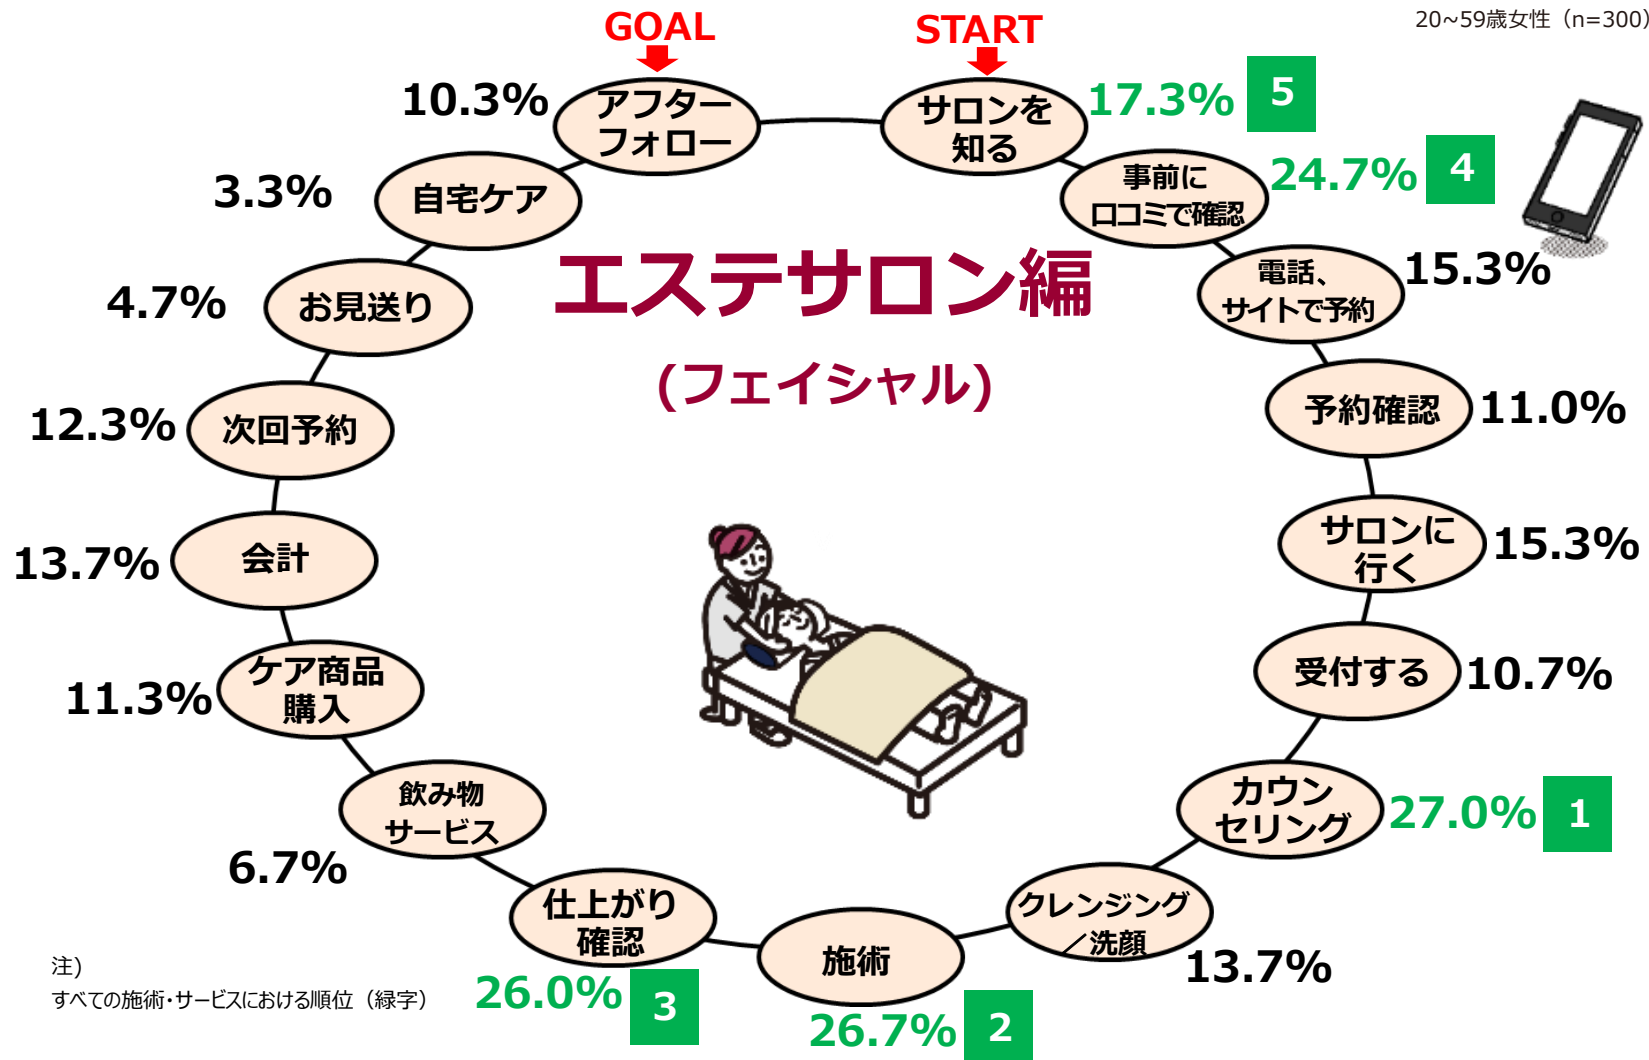 20~59歳女性（n=300）
GOAL
START
サロンを
知る
17.3%
5
事前に
口コミで確認
24.7%
4
電話、
サイトで予約
15.3%
予約確認
11.0%
サロンに
行く
15.3%
受付する
10.7%
カウン
セリング
27.0%
1
クレンジング
／洗顔
13.7%
施術
26.7%
2
仕上がり
確認
26.0%
3
飲み物
サービス
6.7%
ケア商品
購入
11.3%
会計
13.7%
次回予約
12.3%
お見送り
4.7%
自宅ケア
3.3%
アフター
フォロー
10.3%
エステサロン編
(フェイシャル)
注)
すべての施術・サービスにおける順位（緑字）